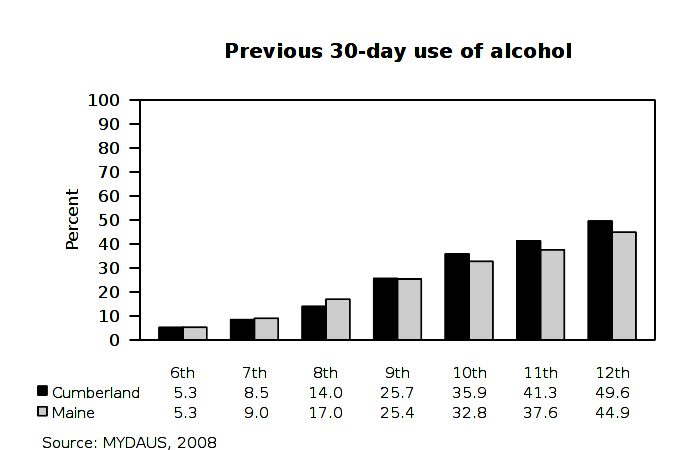 Previous 30-day use of alcohol
100
90
80
70
60
50
40
30
20
10
0
Percent
6th 7th 8th 9th 10th 11th 12th
Cumberland 5.3 8.5 14.0 25.7 35.9 41.3 49.6
Maine 5.3 9.0 17.0 25.4 32.8 37.6 44.9
Source: MYDAUS, 2008